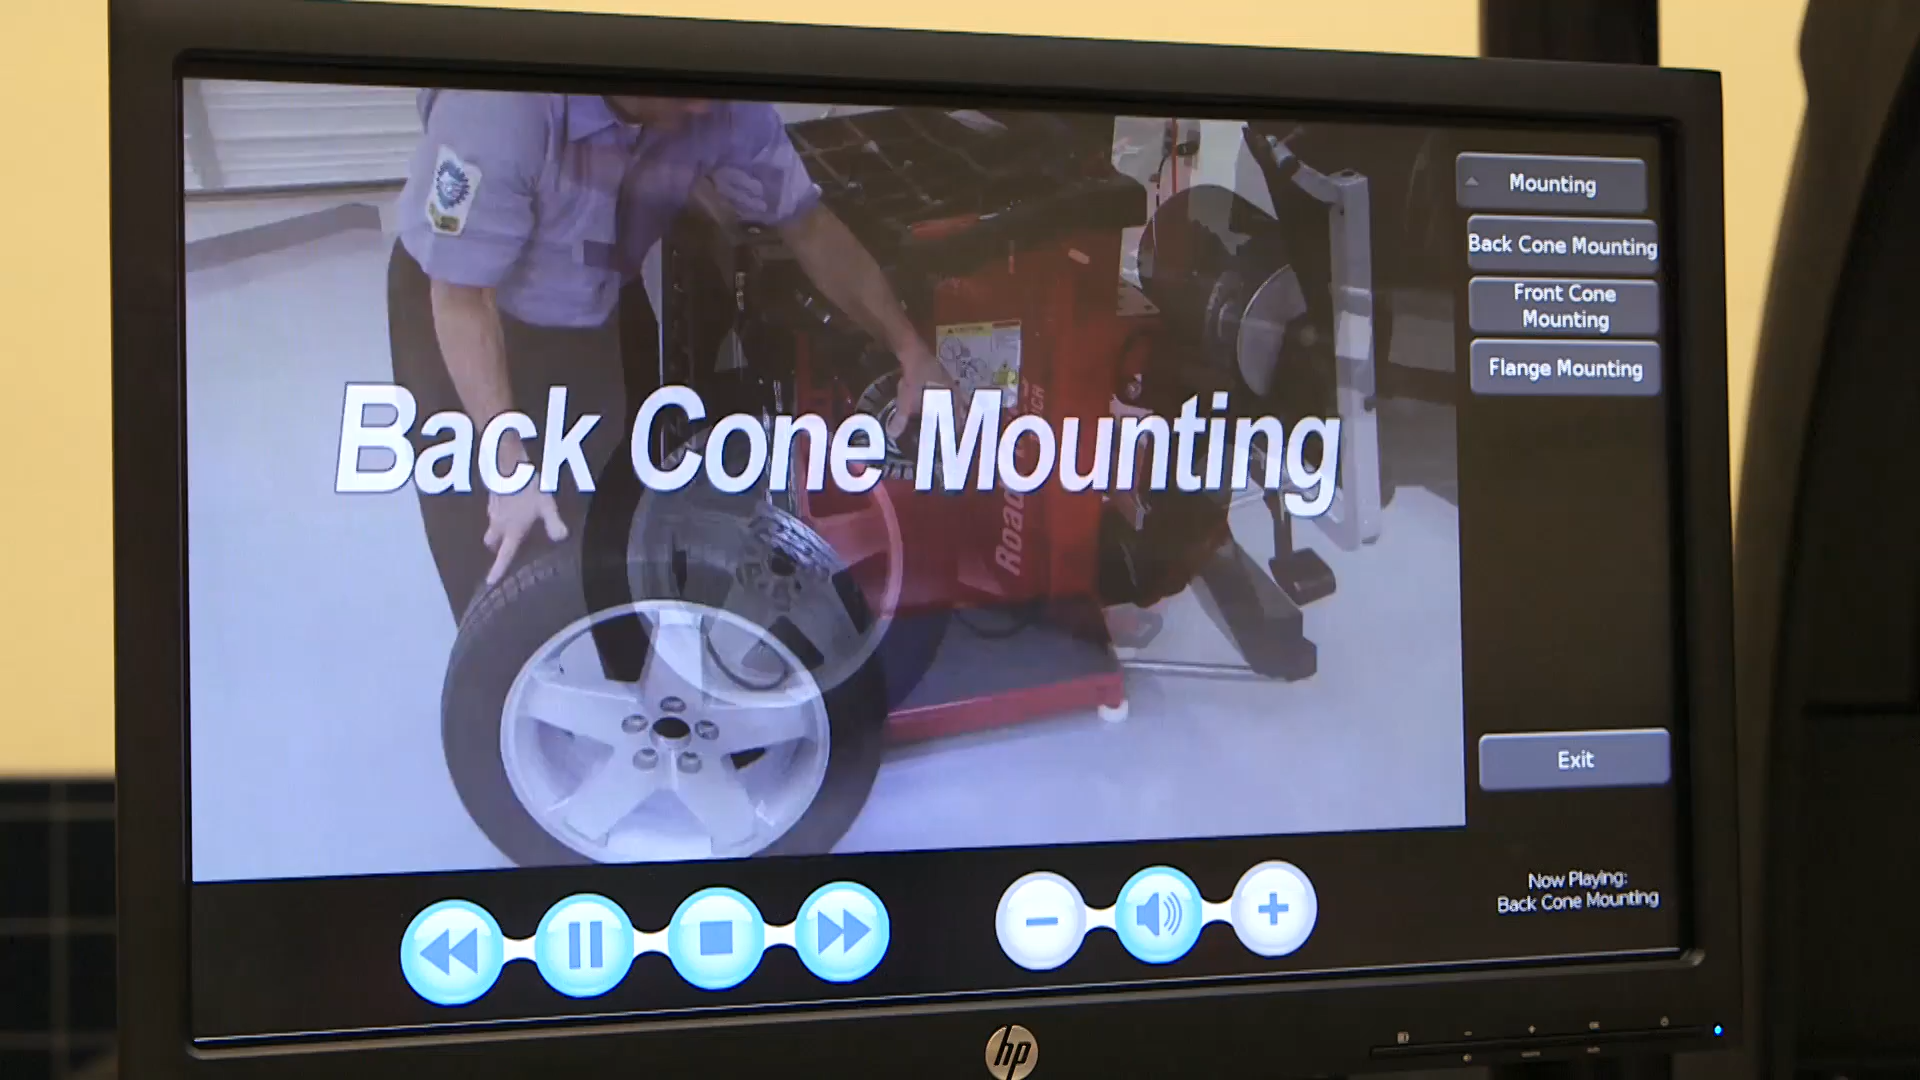 Back Cone Mounting
Mounting
Back Cone Mounting
Front Cone
Mounting
Flange Mounting
Exit
Now Playing:
Back Cone Mounting
Road
hp